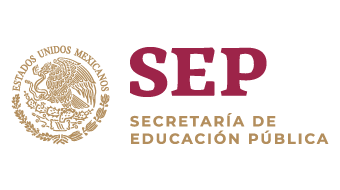 ESTADOS UNIDOS MEXICANOS
SEP
SECRETARÍA DE
EDUCACIÓN PÚBLICA